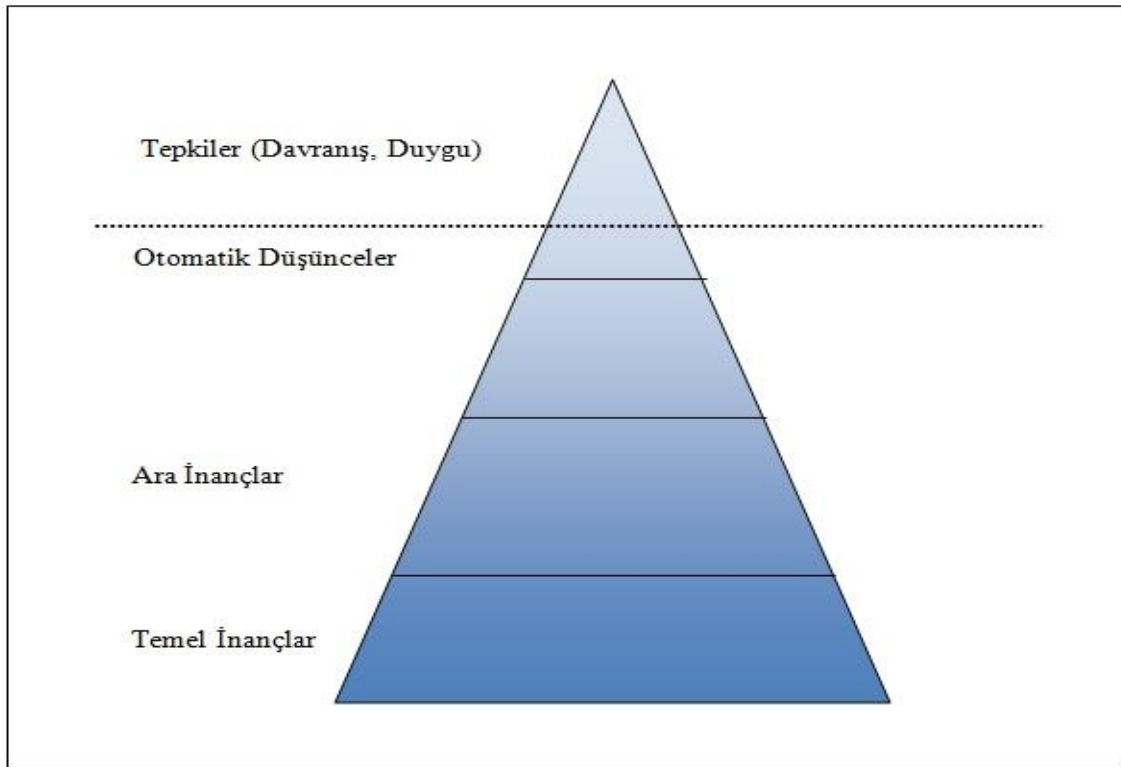 Tepkiler (Davranış, Duygu)
Otomatik Düşünceler
Ara İnançlar
Temel İnançlar